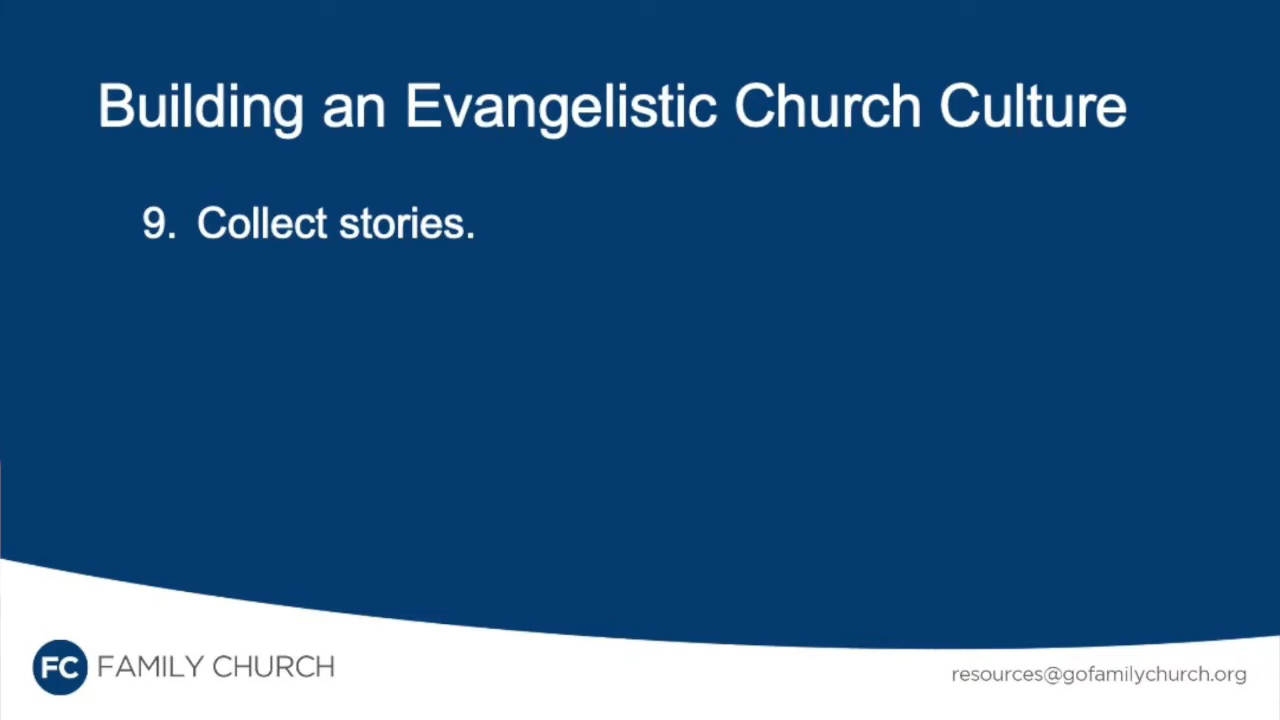 Building an Evangelistic Church Culture
9. Collect stories.
FC FAMILY CHURCH
resources@gofamilychurch.org